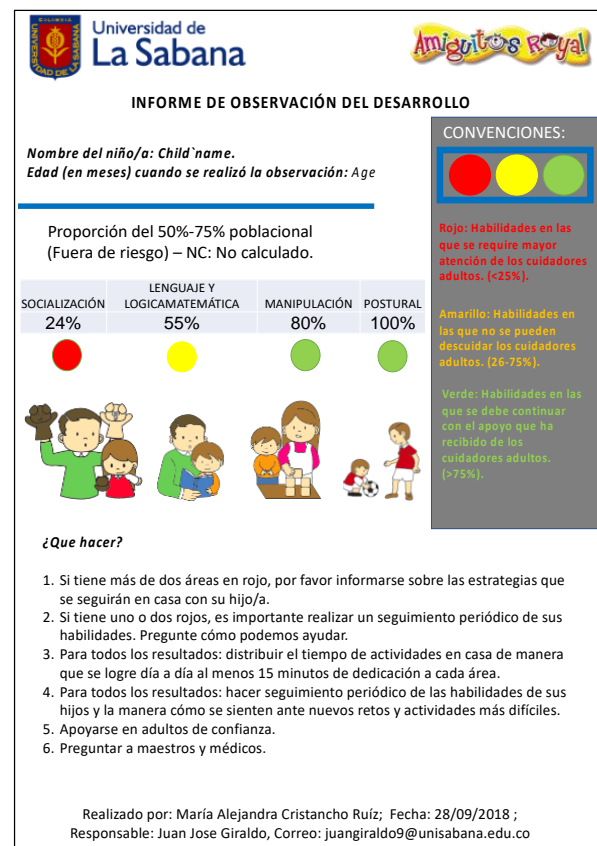 Universidad de
La Sabana
Amiguitos Royal
INFORME DE OBSERVACIÓN DEL DESARROLLO
Nombre del niño/a: Child`name.
Edad (en meses) cuando se realizó la observación: Age
Proporción del 50%-75% poblacional
(Fuera de riesgo) – NC: No calculado.
SOCIALIZACIÓN
LENGUAJE Y
LOGICAMATEMÁTICA
MANIPULACIÓN
POSTURAL
24%
55%
80%
100%
CONVENCIONES:
Rojo: Habilidades en las
que se require mayor
atención de los cuidadores
adultos. (<25%).
Amarillo: Habilidades en
las que no se pueden
descuidar los cuidadores
adultos. (26-75%).
Verde: Habilidades en las
que se debe continuar
con el apoyo que ha
recibido de los
cuidadores adultos.
(>75%).
¿Que hacer?
1. Si tiene más de dos áreas en rojo, por favor informarse sobre las estrategias que
se seguirán en casa con su hijo/a.
2. Si tiene uno o dos rojos, es importante realizar un seguimiento periódico de sus
habilidades. Pregunte cómo podemos ayudar.
3. Para todos los resultados: distribuir el tiempo de actividades en casa de manera
que se logre día a día al menos 15 minutos de dedicación a cada área.
4. Para todos los resultados: hacer seguimiento periódico de las habilidades de sus
hijos y la manera cómo se sienten ante nuevos retos y actividades más difíciles.
5. Apoyarse en adultos de confianza.
6. Preguntar a maestros y médicos.
Realizado por: María Alejandra Cristancho Ruíz; Fecha: 28/09/2018 ;
Responsable: Juan Jose Giraldo, Correo: juangiraldo9@unisabana.edu.co